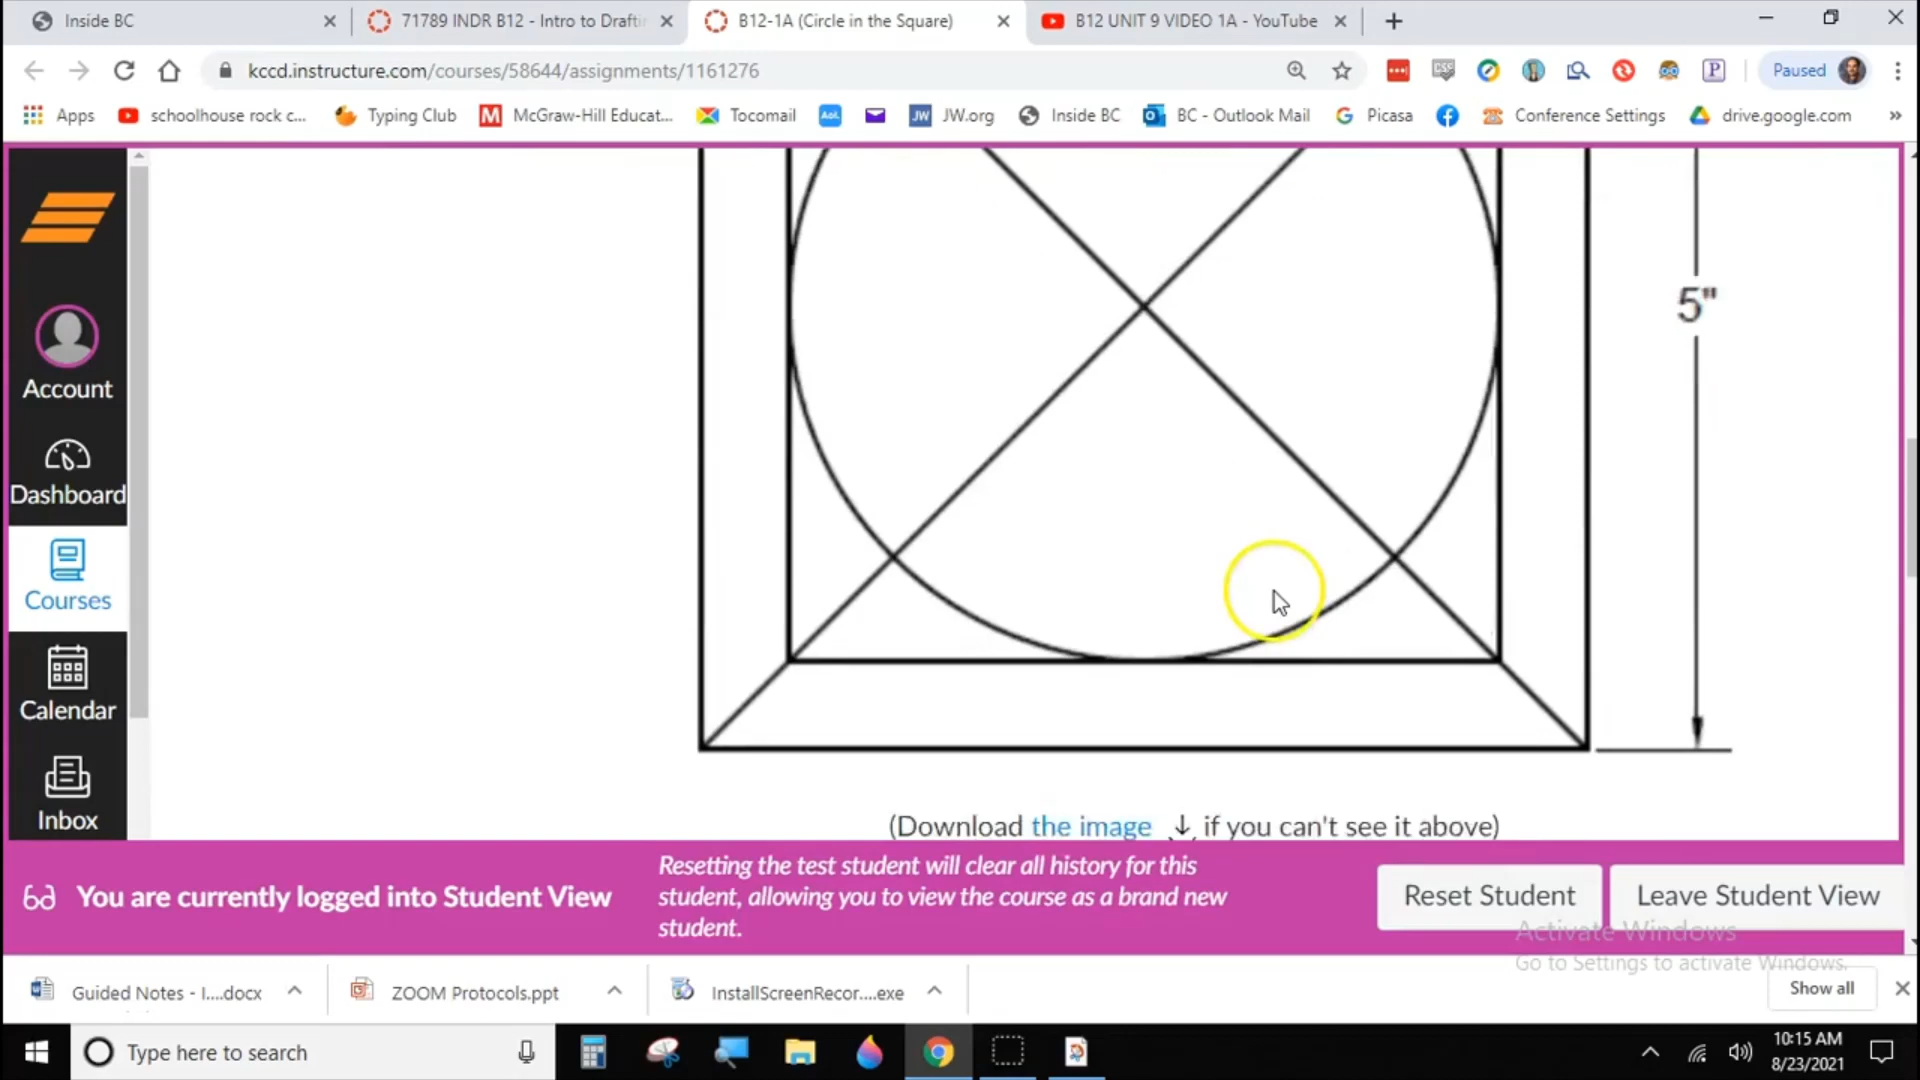 Inside BC
71789 INDR B12 - Intro to Drafti
B12-1A (Circle in the Square)
B12 UNIT 9 VIDEO 1A - YouTube
kccd.instructure.com/courses/58644/assignments/1161276
Paused
Apps
schoolhouse rock c...
Typing Club
McGraw-Hill Educat...
Tocomail
Aol.
JW
JW.org
Inside BC
BC - Outlook Mail
Picasa
Conference Settings
drive.google.com
»
5"
Account
Dashboard
Courses
Calendar
Inbox
(Download the image ↓ if you can't see it above)
You are currently logged into Student View
Resetting the test student will clear all history for this
student, allowing you to view the course as a brand new
student.
Reset Student
Leave Student View
Activate Windows
Go to Settings to activate Windows.
Guided Notes - I....docx
ZOOM Protocols.ppt
InstallScreenRecor....exe
Show all
Type here to search
10:15 AM
8/23/2021